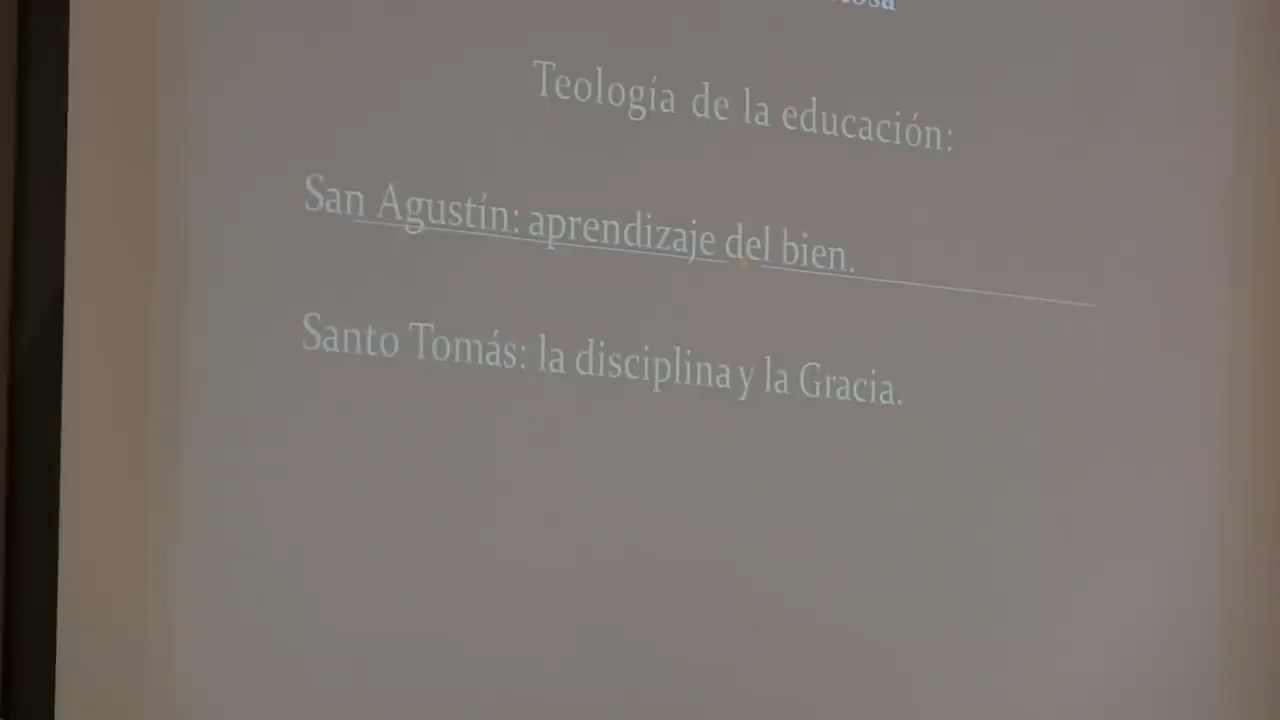 Teología de la educación:
San Agustín: aprendizaje del bien.
Santo Tomás: la disciplina y la Gracia.